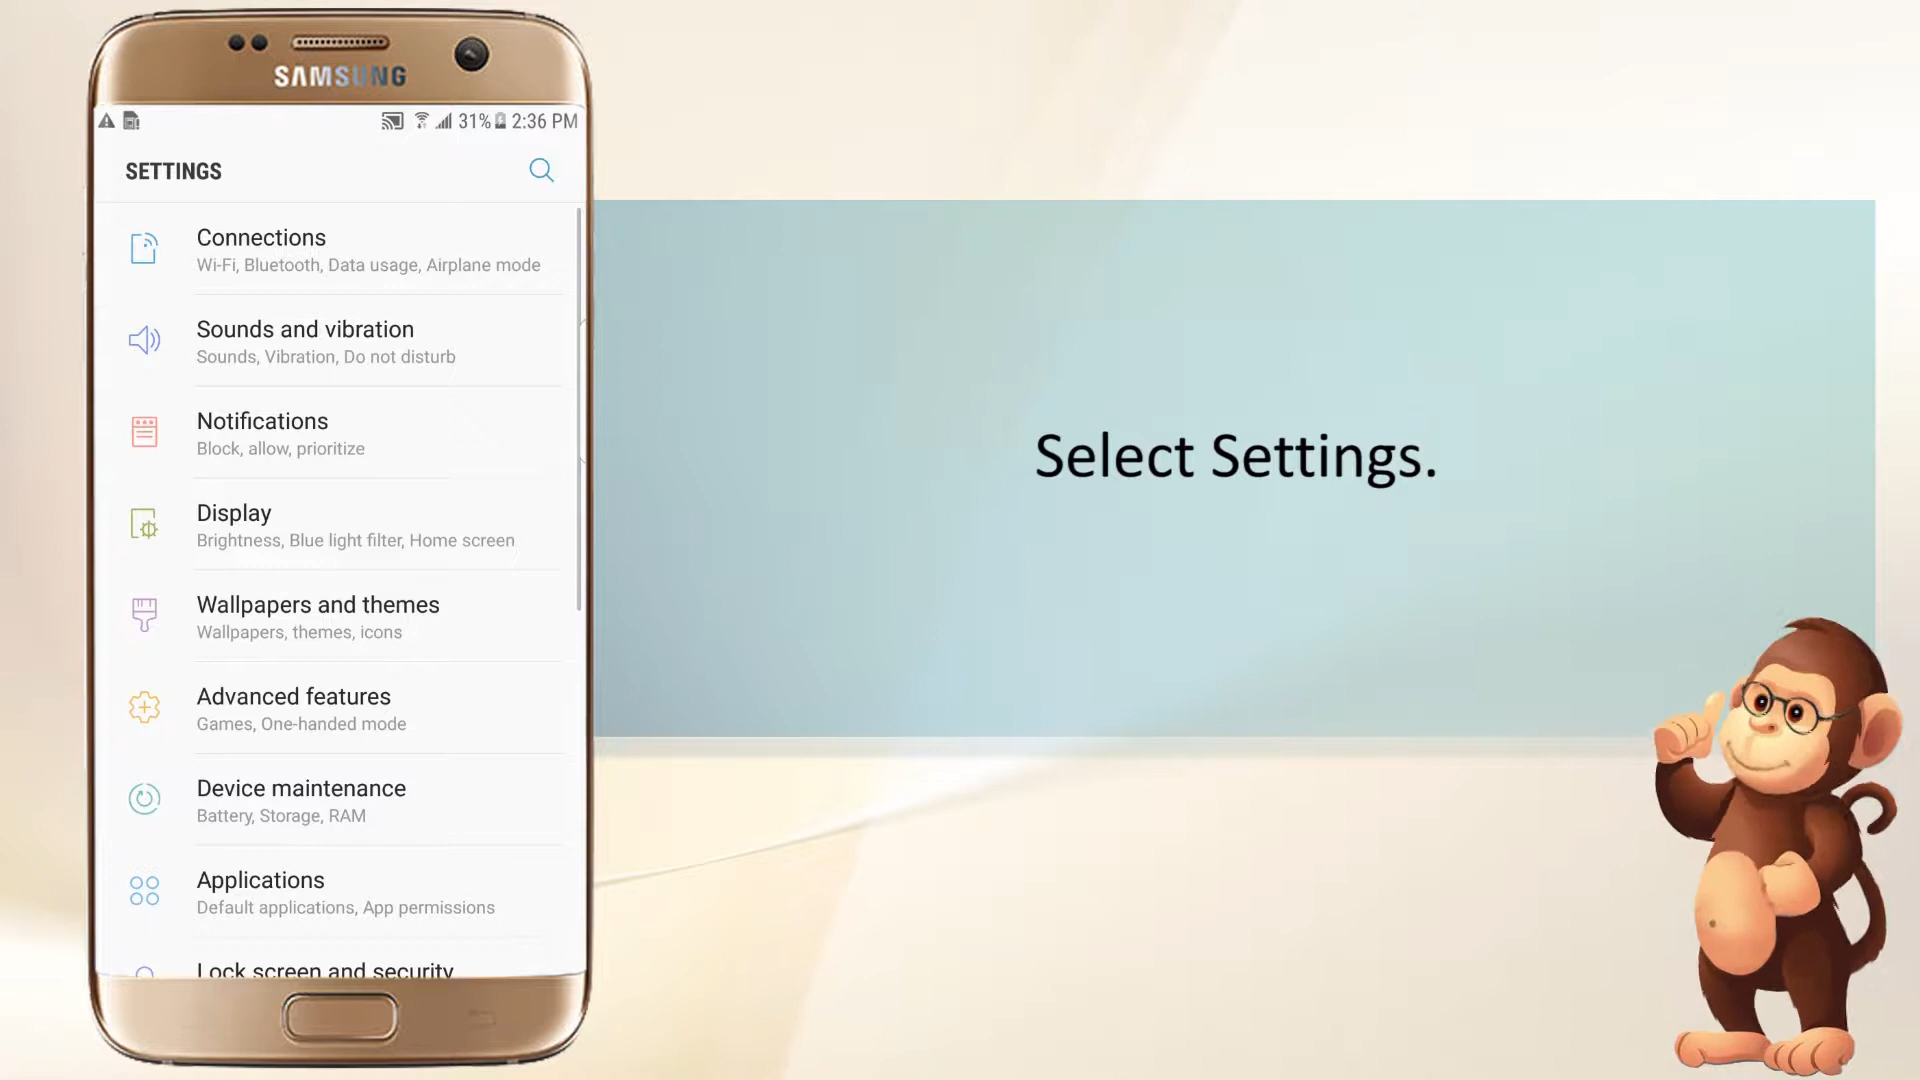 SAMSUNG
31% 2:36 PM
SETTINGS
Connections
Wi-Fi, Bluetooth, Data usage, Airplane mode
Sounds and vibration
Sounds, Vibration, Do not disturb
Notifications
Block, allow, prioritize
Display
Brightness, Blue light filter, Home screen
Wallpapers and themes
Wallpapers, themes, icons
Advanced features
Games, One-handed mode
Device maintenance
Battery, Storage, RAM
Applications
Default applications, App permissions
Lock screen and security
Select Settings.